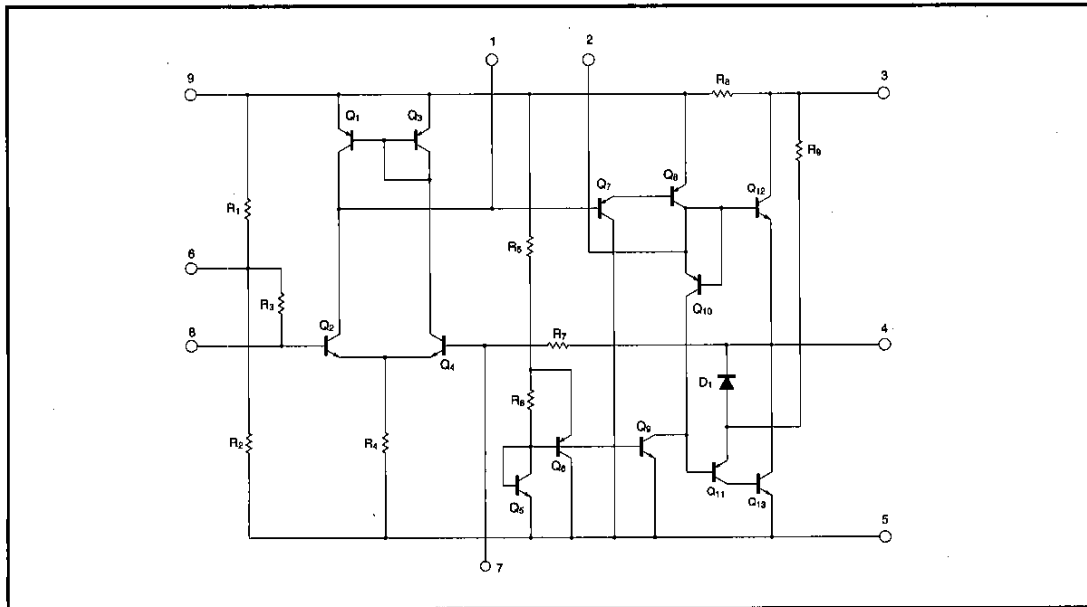 1
2
9
R₈
3
Q₁
Q₃
R₉
Q₇
Q₈
Q₁₂
R₁
R₅
6
R₃
Q₁₀
8
Q₂
R₇
4
Q₄
D₁
R₆
Q₉
R₂
R₄
Q₆
Q₁₁
Q₁₃
Q₅
5
7